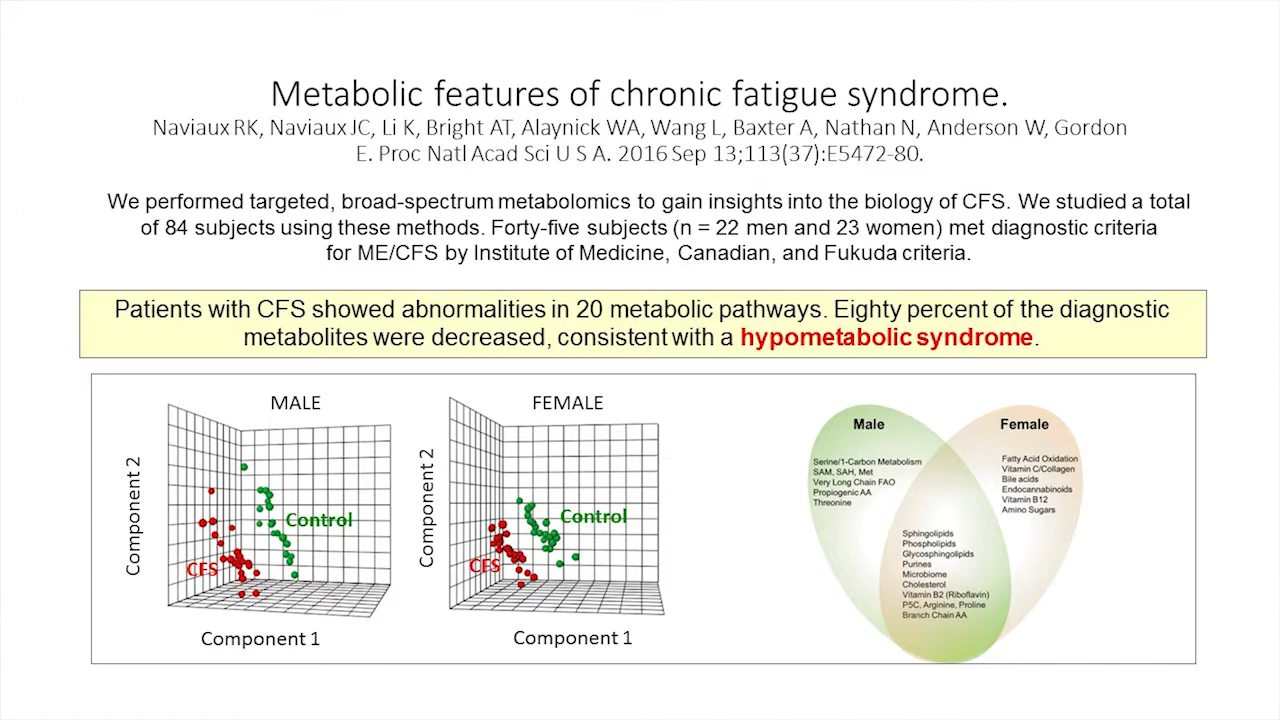 Metabolic features of chronic fatigue syndrome.
Naviaux RK, Naviaux JC, Li K, Bright AT, Alaynick WA, Wang L, Baxter A, Nathan N, Anderson W, Gordon
E. Proc Natl Acad Sci U S A. 2016 Sep 13;113(37):E5472-80.
We performed targeted, broad-spectrum metabolomics to gain insights into the biology of CFS. We studied a total
of 84 subjects using these methods. Forty-five subjects (n = 22 men and 23 women) met diagnostic criteria
for ME/CFS by Institute of Medicine, Canadian, and Fukuda criteria.
Patients with CFS showed abnormalities in 20 metabolic pathways. Eighty percent of the diagnostic
metabolites were decreased, consistent with a hypometabolic syndrome.
MALE
Component 2
Control
CFS
Component 1
FEMALE
Component 2
Control
CFS
Component 1
Male
Serine/1-Carbon Metabolism
SAM, SAH, Met
Very Long Chain FAO
Propiogenic AA
Threonine
Female
Fatty Acid Oxidation
Vitamin C/Collagen
Bile acids
Endocannabinoids
Vitamin B12
Amino Sugars
Sphingolipids
Phospholipids
Glycosphingolipids
Purines
Microbiome
Cholesterol
Vitamin B2 (Riboflavin)
P5C, Arginine, Proline
Branch Chain AA